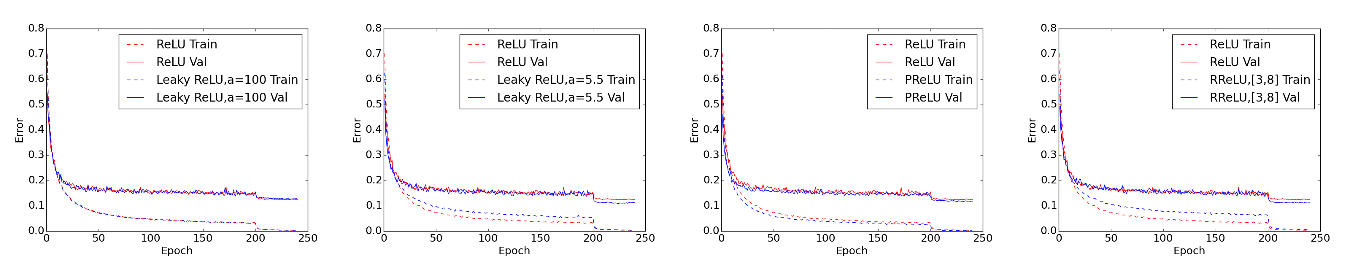 0.8
0.7
0.6
0.5
0.4
0.3
0.2
0.1
0.0
Error
0
50
100
150
200
250
Epoch
ReLU Train
ReLU Val
Leaky ReLU,a=100 Train
Leaky ReLU,a=100 Val
0.8
0.7
0.6
0.5
0.4
0.3
0.2
0.1
0.0
Error
0
50
100
150
200
250
Epoch
ReLU Train
ReLU Val
Leaky ReLU,a=5.5 Train
Leaky ReLU,a=5.5 Val
0.8
0.7
0.6
0.5
0.4
0.3
0.2
0.1
0.0
Error
0
50
100
150
200
250
Epoch
ReLU Train
ReLU Val
PReLU Train
PReLU Val
0.8
0.7
0.6
0.5
0.4
0.3
0.2
0.1
0.0
Error
0
50
100
150
200
250
Epoch
ReLU Train
ReLU Val
RReLU,[3,8] Train
RReLU,[3,8] Val